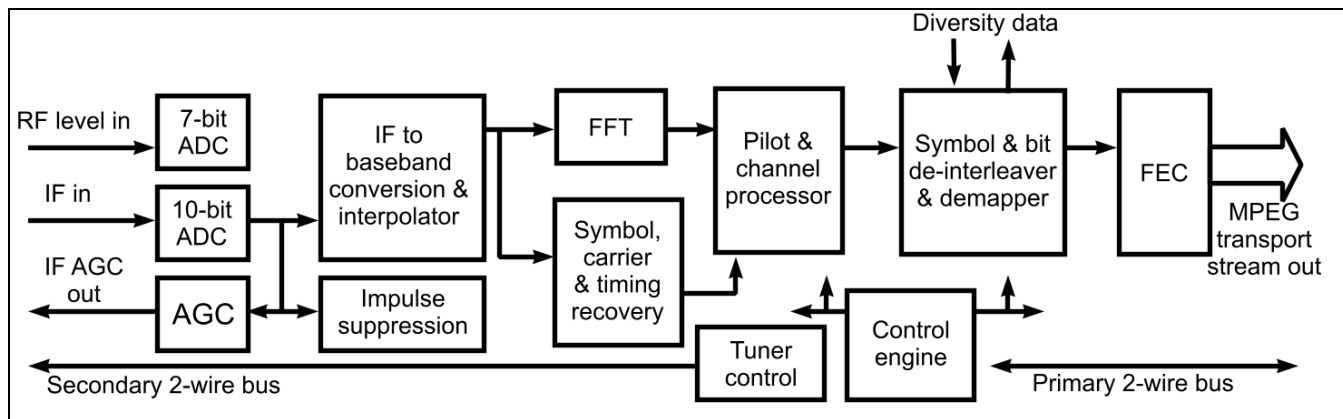 Diversity data
RF level in
7-bit
ADC
IF in
10-bit
ADC
IF AGC
out
AGC
IF to
baseband
conversion &
interpolator
Impulse
suppression
FFT
Symbol,
carrier
& timing
recovery
Pilot &
channel
processor
Symbol & bit
de-interleaver
& demapper
FEC
MPEG
transport
stream out
Tuner
control
Control
engine
Secondary 2-wire bus
Primary 2-wire bus